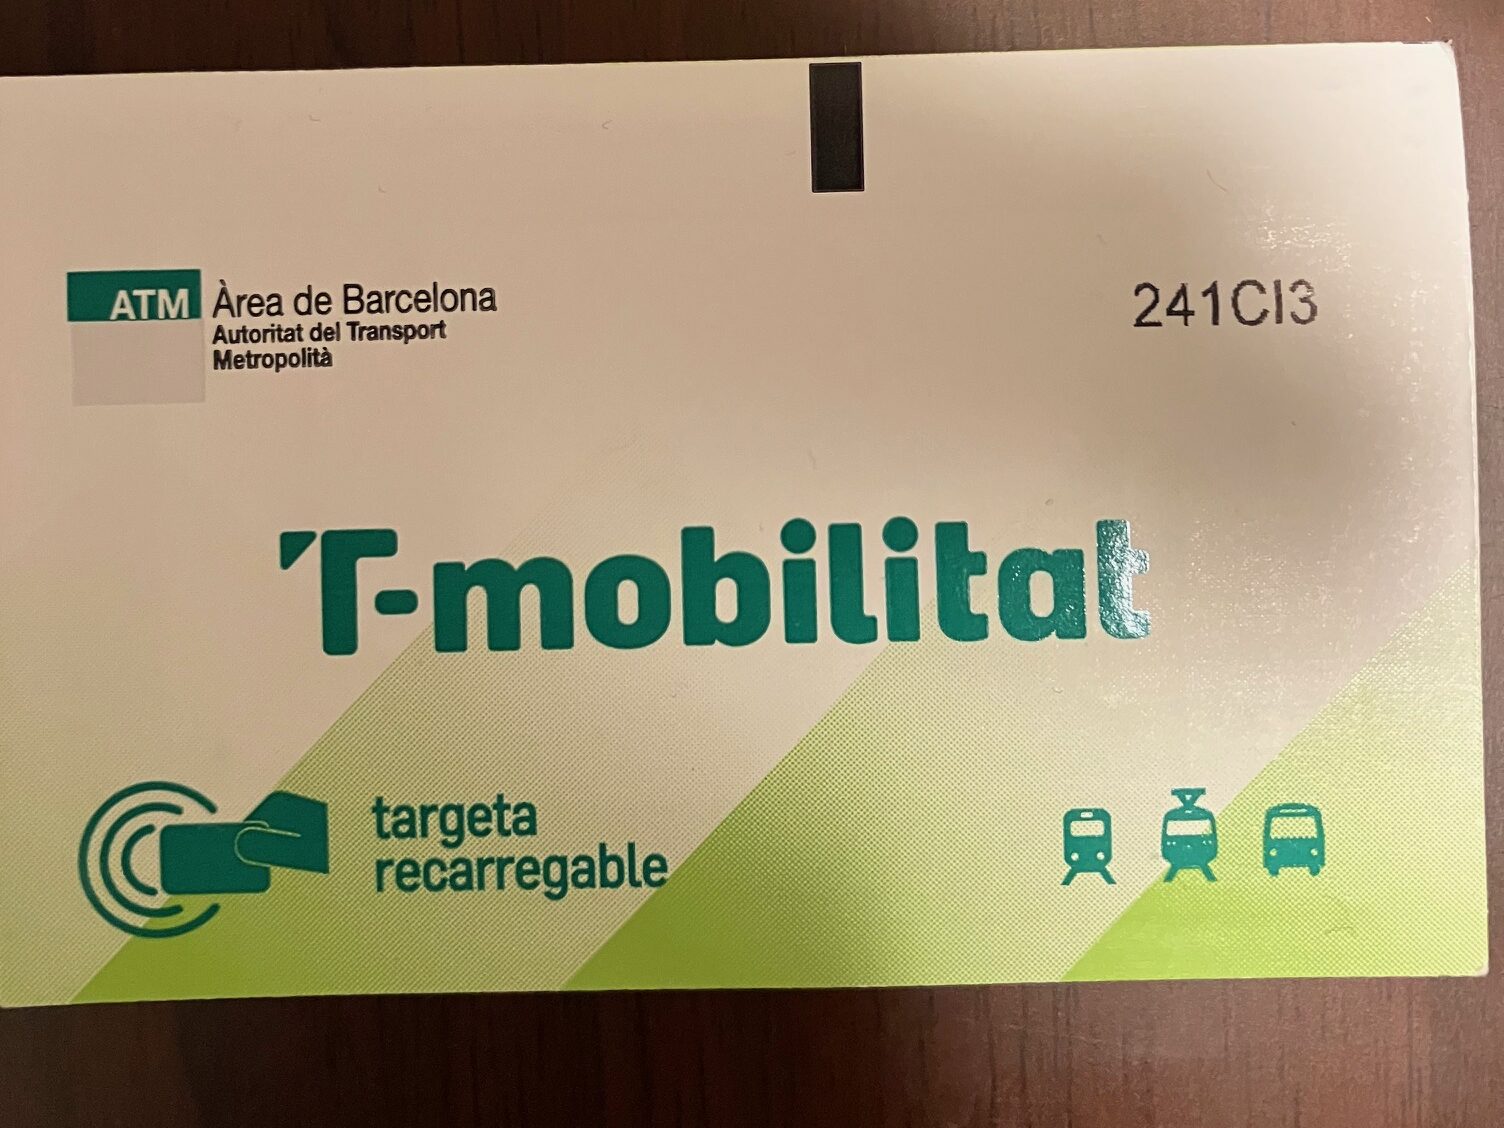 ATM Àrea de Barcelona
Autoritat del Transport
Metropolità
241CI3
T-mobilitat
targeta
recarregable